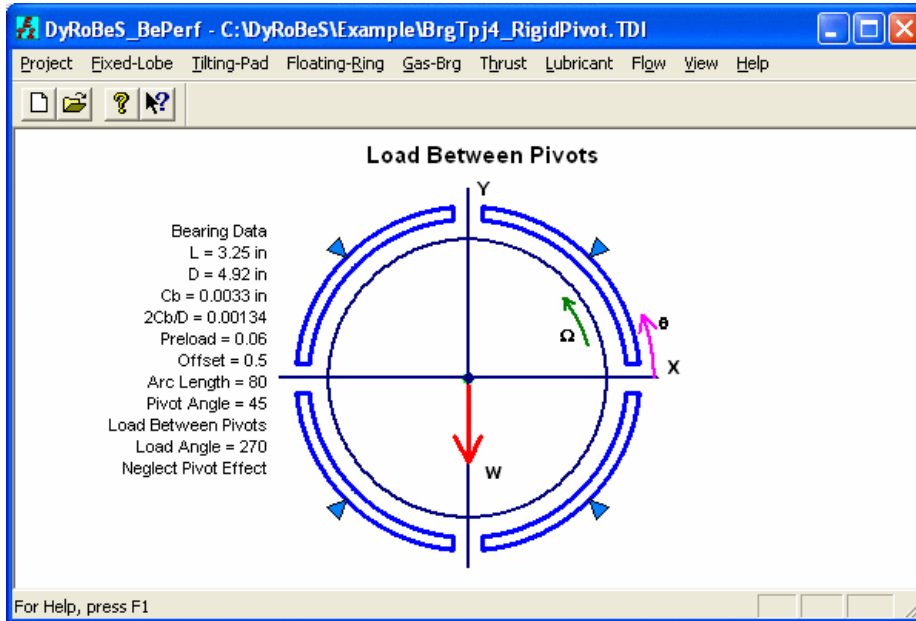 DyRoBeS_BePerf - C:\DyRoBeS\Example\BrgTpj4_RigidPivot.TDI
Project Fixed-Lobe Tilting-Pad Floating-Ring Gas-Brg Thrust Lubricant Flow View Help
Load Between Pivots
Y
Bearing Data
L = 3.25 in
D = 4.92 in
Cb = 0.0033 in
2Cb/D = 0.00134
Preload = 0.06
Offset = 0.5
Arc Length = 80
Pivot Angle = 45
Load Between Pivots
Load Angle = 270
Neglect Pivot Effect
Ω
θ
X
W
For Help, press F1